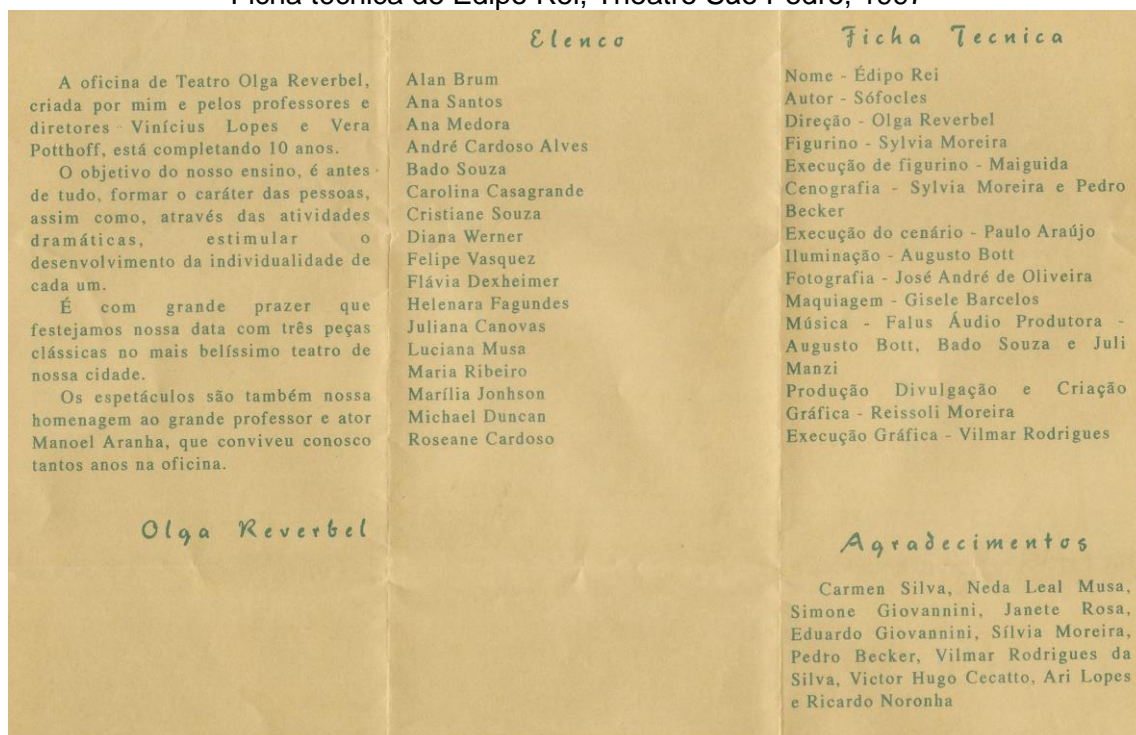 Ficha técnica de Édipo Rei, Theatro São Pedro, 1997
A oficina de Teatro Olga Reverbel,
criada por mim e pelos professores e
diretores Vinícius Lopes e Vera
Potthoff, está completando 10 anos.
O objetivo do nosso ensino, é antes
de tudo, formar o caráter das pessoas,
assim como, através das atividades
dramáticas, estimular o
desenvolvimento da individualidade de
cada um.
É com grande prazer que
festejamos nossa data com três peças
clássicas no mais belíssimo teatro de
nossa cidade.
Os espetáculos são também nossa
homenagem ao grande professor e ator
Manoel Aranha, que conviveu conosco
tantos anos na oficina.
Olga Reverbel
Elenco
Alan Brum
Ana Santos
Ana Medora
André Cardoso Alves
Bado Souza
Carolina Casagrande
Cristiane Souza
Diana Werner
Felipe Vasquez
Flávia Dexheimer
Helenara Fagundes
Juliana Canovas
Luciana Musa
Maria Ribeiro
Marília Jonhson
Michael Duncan
Roseane Cardoso
Ficha Tecnica
Nome - Édipo Rei
Autor - Sófocles
Direção - Olga Reverbel
Figurino - Sylvia Moreira
Execução de figurino - Maiguida
Cenografia - Sylvia Moreira e Pedro
Becker
Execução do cenário - Paulo Araújo
Iluminação - Augusto Bott
Fotografia - José André de Oliveira
Maquiagem - Gisele Barcelos
Música - Falus Áudio Produtora -
Augusto Bott, Bado Souza e Juli
Manzi
Produção Divulgação e Criação
Gráfica - Reissoli Moreira
Execução Gráfica - Vilmar Rodrigues
Agradecimentos
Carmen Silva, Neda Leal Musa,
Simone Giovannini, Janete Rosa,
Eduardo Giovannini, Sílvia Moreira,
Pedro Becker, Vilmar Rodrigues da
Silva, Victor Hugo Cecatto, Ari Lopes
e Ricardo Noronha